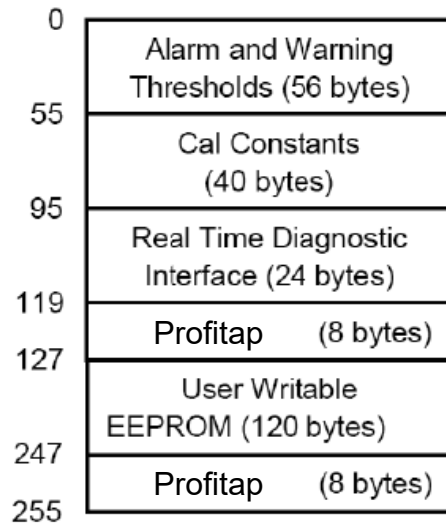 0
Alarm and Warning
Thresholds (56 bytes)
55
Cal Constants
(40 bytes)
95
Real Time Diagnostic
Interface (24 bytes)
119
Profitap (8 bytes)
127
User Writable
EEPROM (120 bytes)
247
Profitap (8 bytes)
255